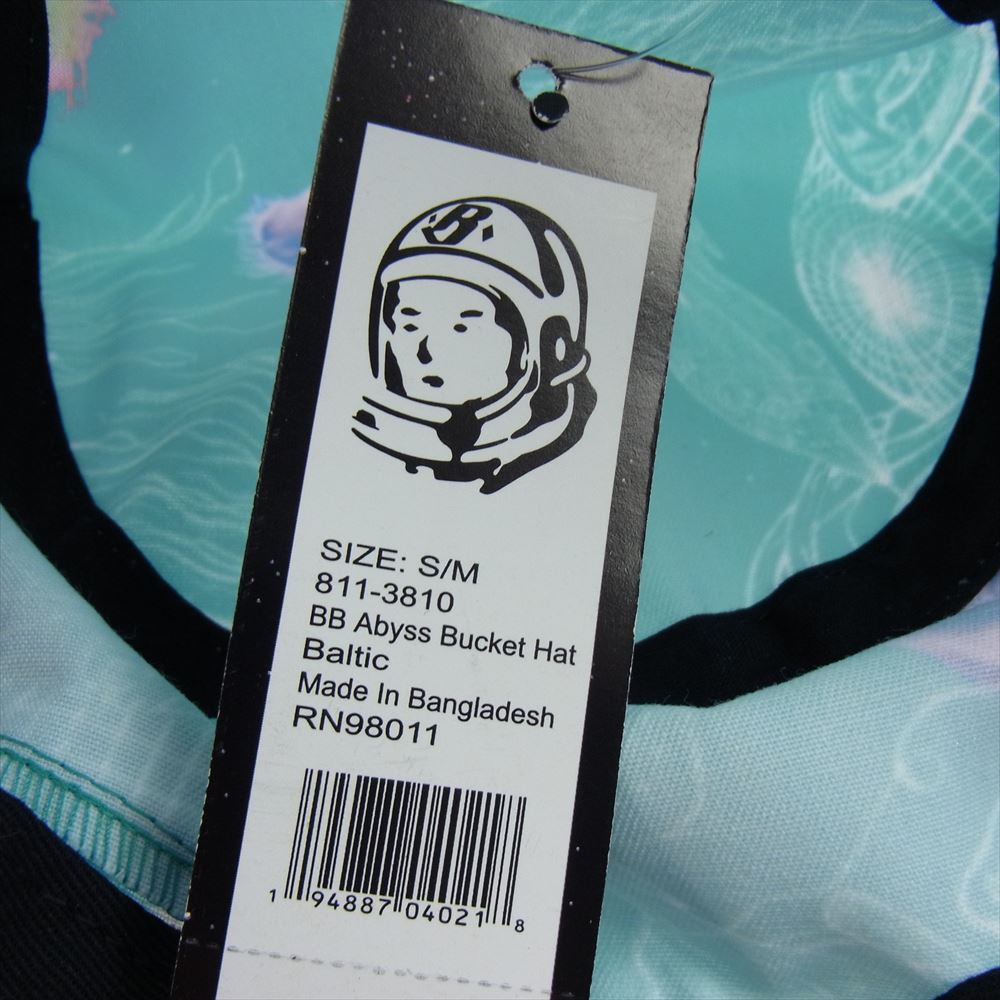 B
SIZE: S/M
811-3810
BB Abyss Bucket Hat
Baltic
Made In Bangladesh
RN98011
1 94887 04021 8